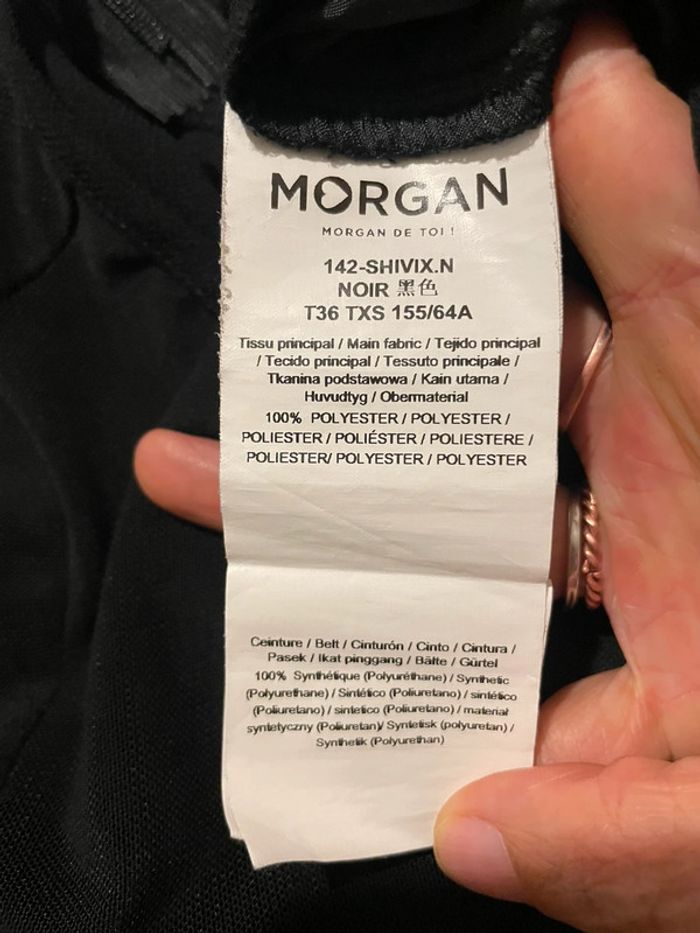 MORGAN
MORGAN DE TOI !
142-SHIVIX.N
NOIR 黑色
T36 TXS 155/64A
Tissu principal / Main fabric / Tejido principal
/ Tecido principal / Tessuto principale /
Tkanina podstawowa / Kain utama /
Huvudtyg / Obermaterial
100% POLYESTER / POLYESTER /
POLIESTER / POLIÉSTER / POLIESTERE /
POLIESTER/ POLYESTER / POLYESTER
Ceinture / Belt / Cinturón / Cinto / Cintura /
Pasek / Ikat pinggang / Bälte / Gürtel
100% Synthétique (Polyuréthane) / Synthetic
(Polyurethane) / Sintético (Poliuretano) / sintético
(Poliuretano) / sintetico (Poliuretano) / materiał
syntetyczny (Poliuretan)/ Syntetisk (polyuretan) /
Synthetik (Polyurethan)